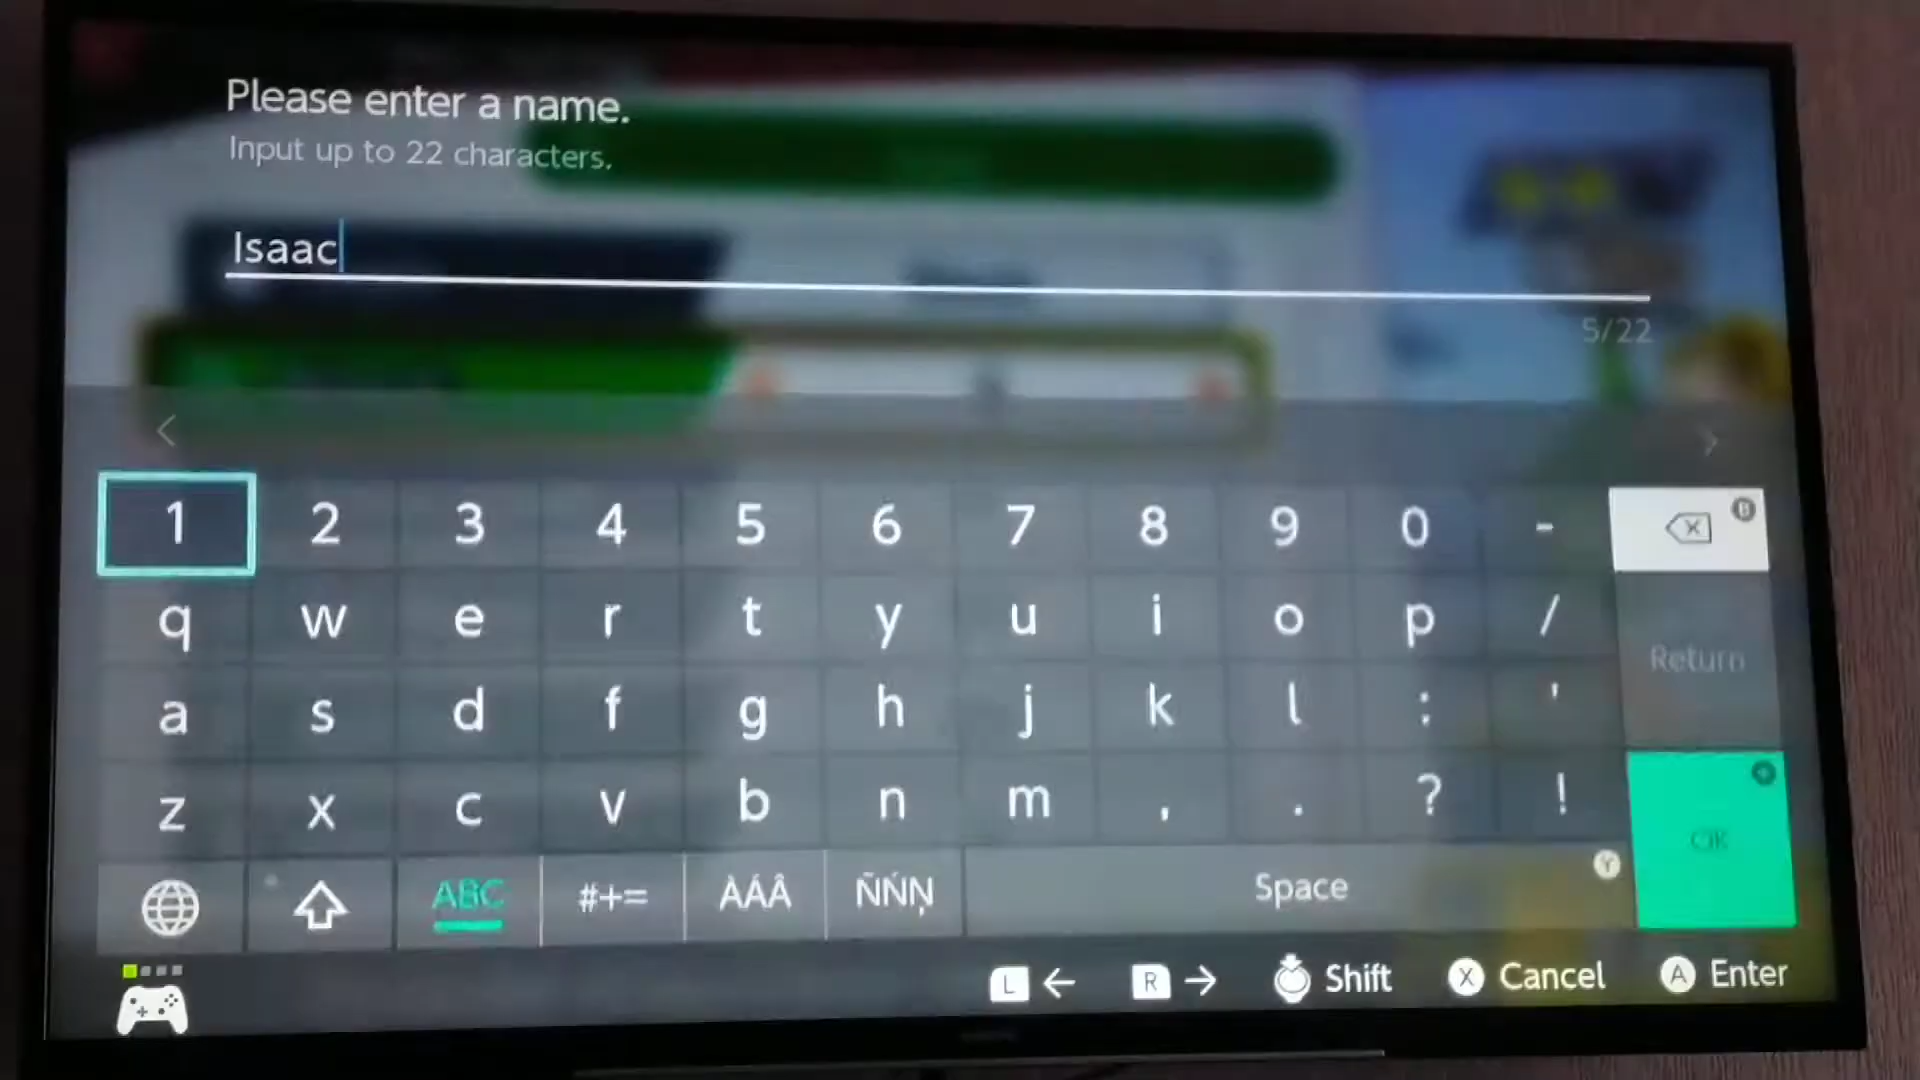 Please enter a name.
Input up to 22 characters.
Isaac
5/22
1 2 3 4 5 6 7 8 9 0 -
B
q w e r t y u i o p /
Return
a s d f g h j k l : '
z x c v b n m , . ? !
OK
ABC #+= ÀÁÂ ÑŃŅ Space Y
L ← R → Shift X Cancel A Enter